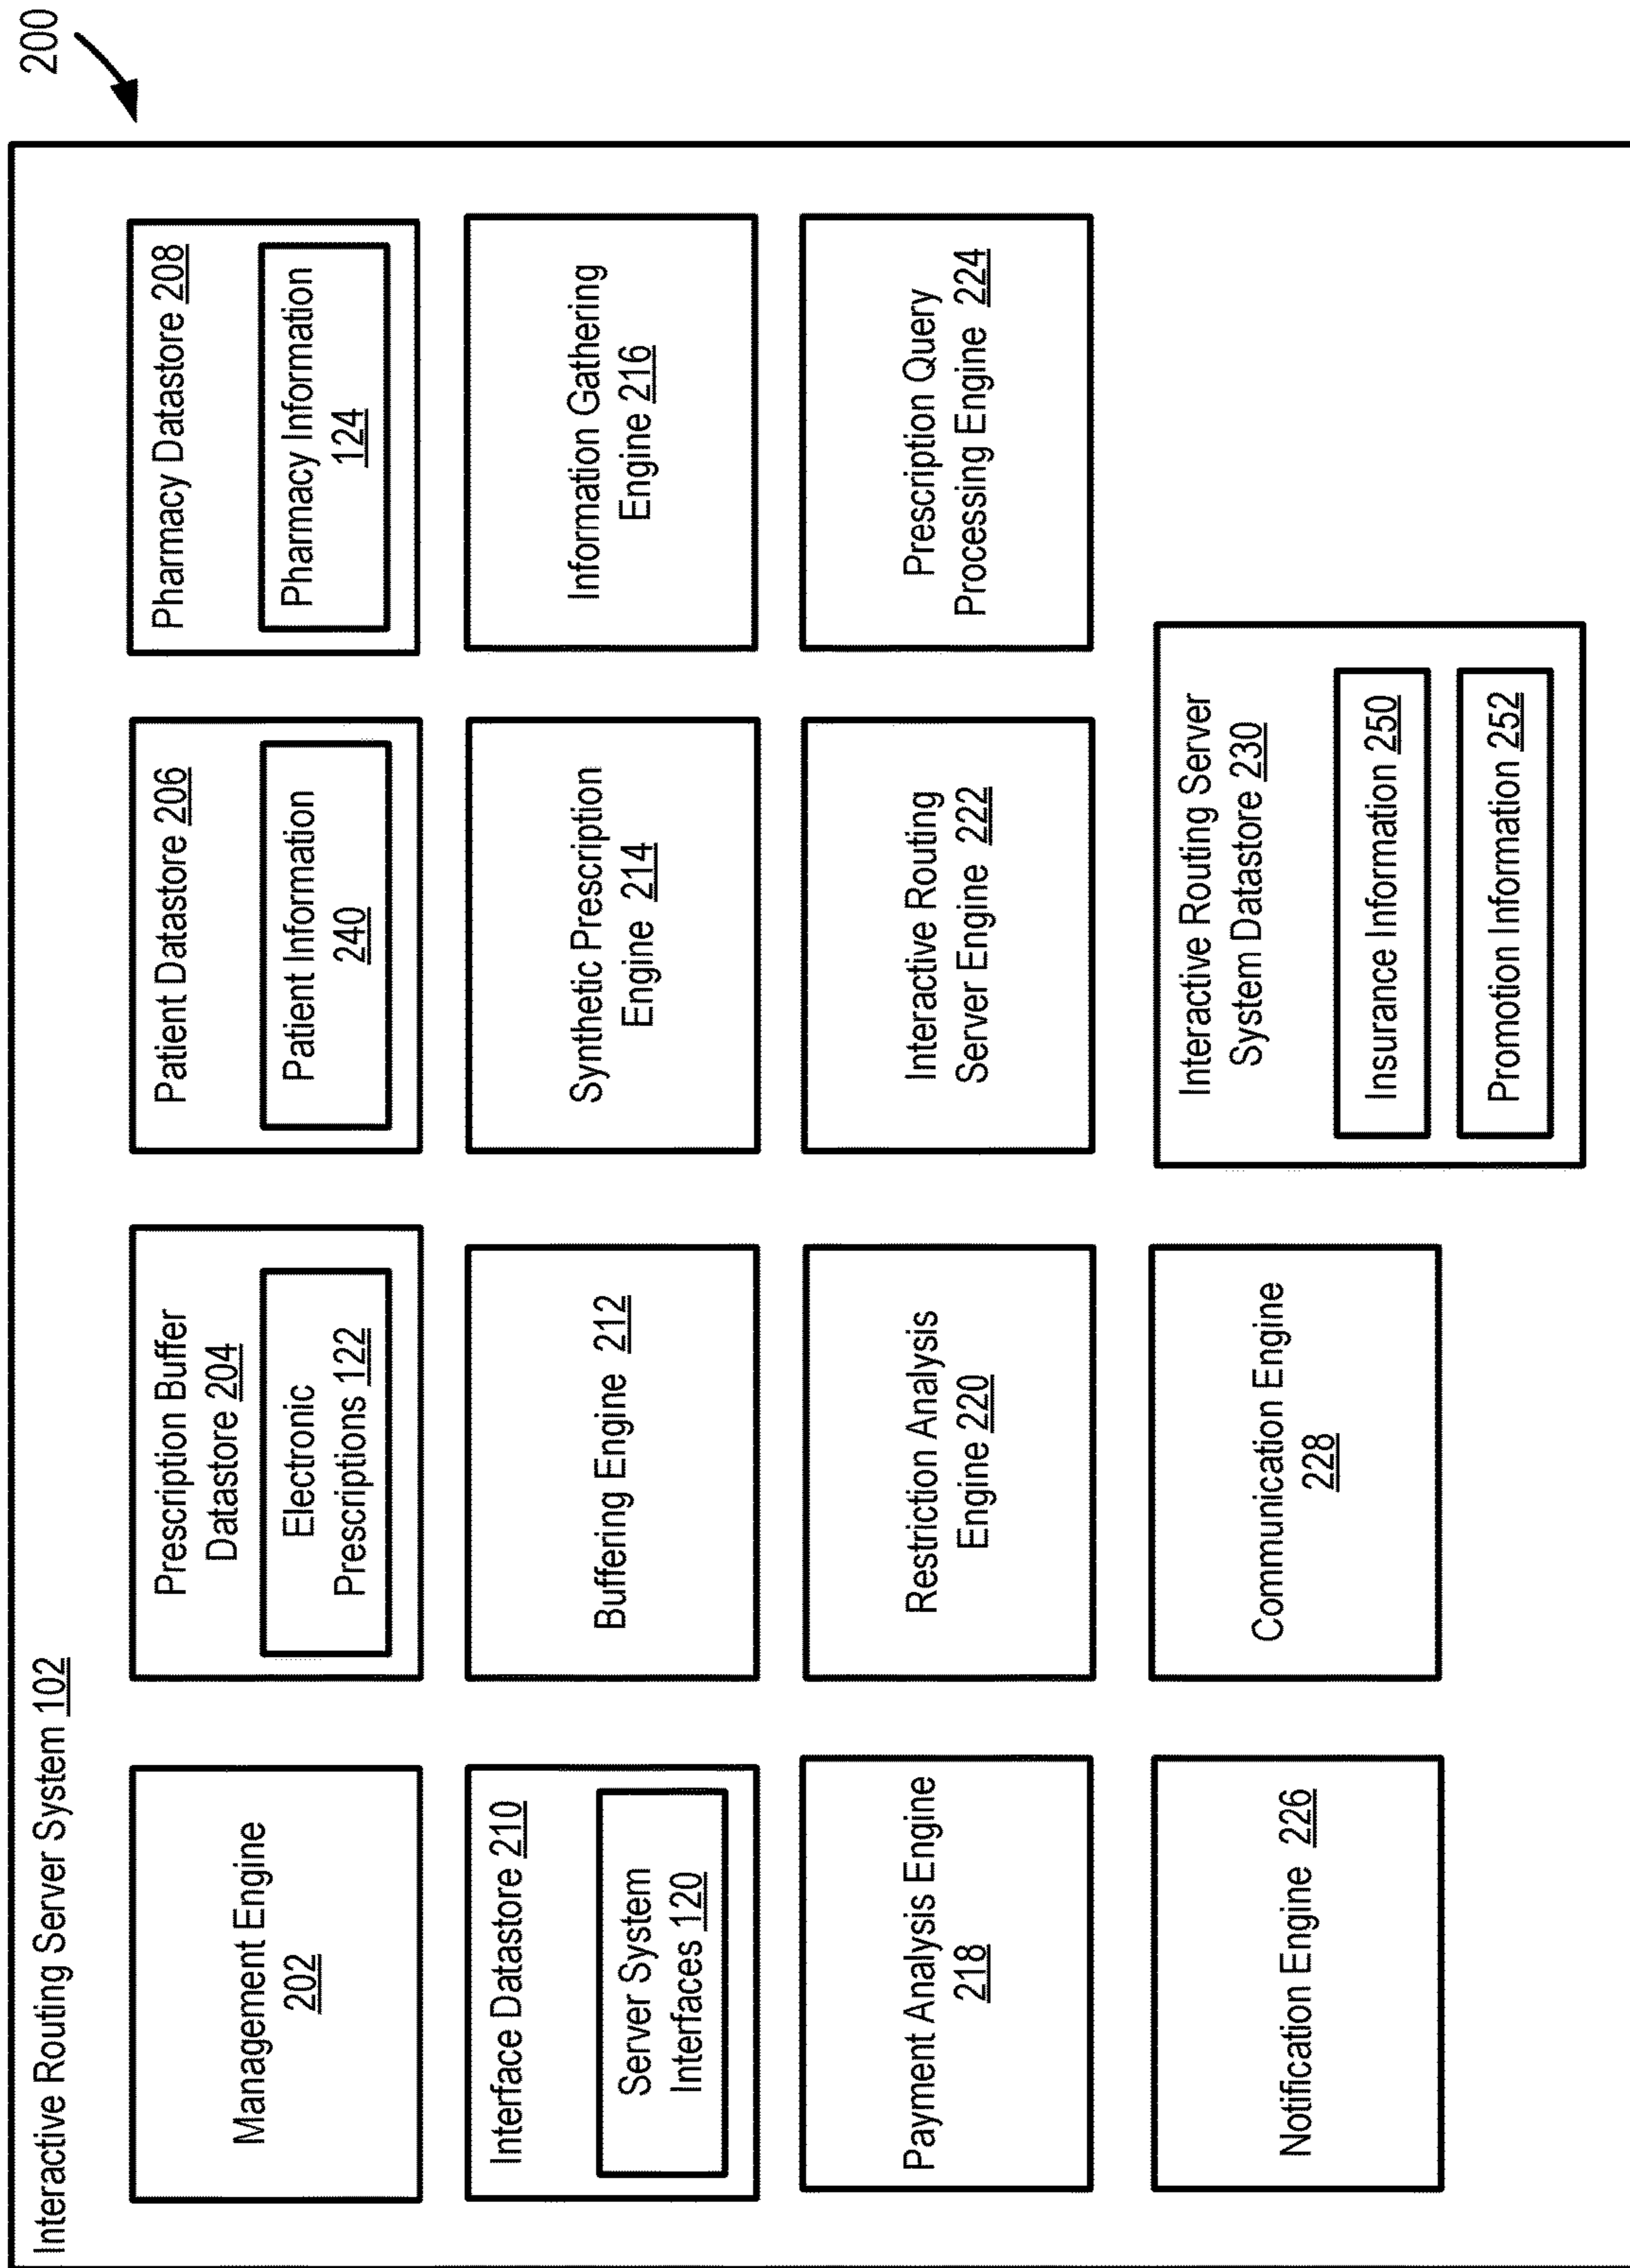 200
Interactive Routing Server System 102
Management Engine
202
Prescription Buffer
Datastore 204
Electronic
Prescriptions 122
Patient Datastore 206
Patient Information
240
Pharmacy Datastore 208
Pharmacy Information
124
Interface Datastore 210
Server System
Interfaces 120
Buffering Engine 212
Synthetic Prescription
Engine 214
Information Gathering
Engine 216
Payment Analysis Engine
218
Restriction Analysis
Engine 220
Interactive Routing
Server Engine 222
Prescription Query
Processing Engine 224
Notification Engine 226
Communication Engine
228
Interactive Routing Server
System Datastore 230
Insurance Information 250
Promotion Information 252